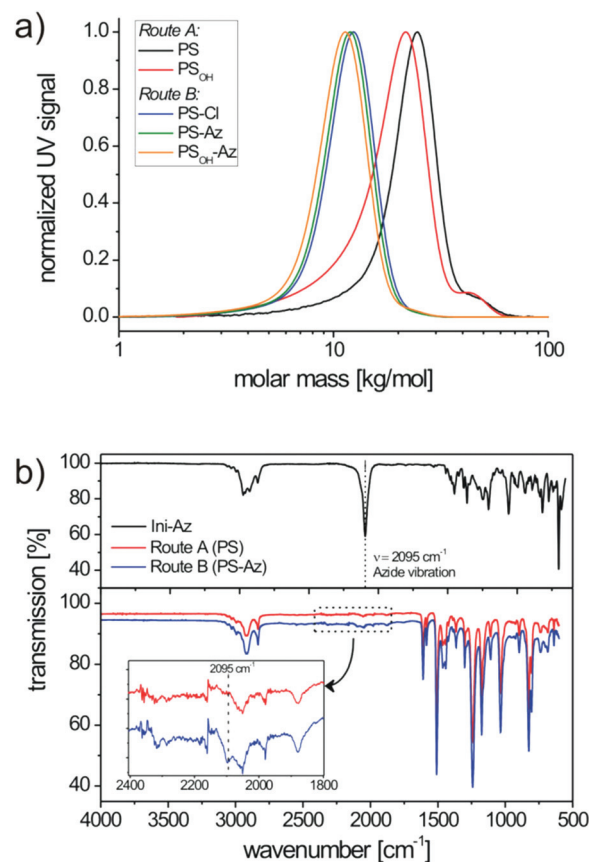 a)
normalized UV signal
1.0
0.8
0.6
0.4
0.2
0.0
Route A:
PS
PSOH
Route B:
PS-Cl
PS-Az
PSOH-Az
1
10
100
molar mass [kg/mol]
b)
transmission [%]
100
80
60
40
Ini-Az
Route A (PS)
Route B (PS-Az)
ν = 2095 cm-1
Azide vibration
100
80
60
40
2095 cm-1
2400
2200
2000
1800
4000
3500
3000
2500
2000
1500
1000
500
wavenumber [cm-1]